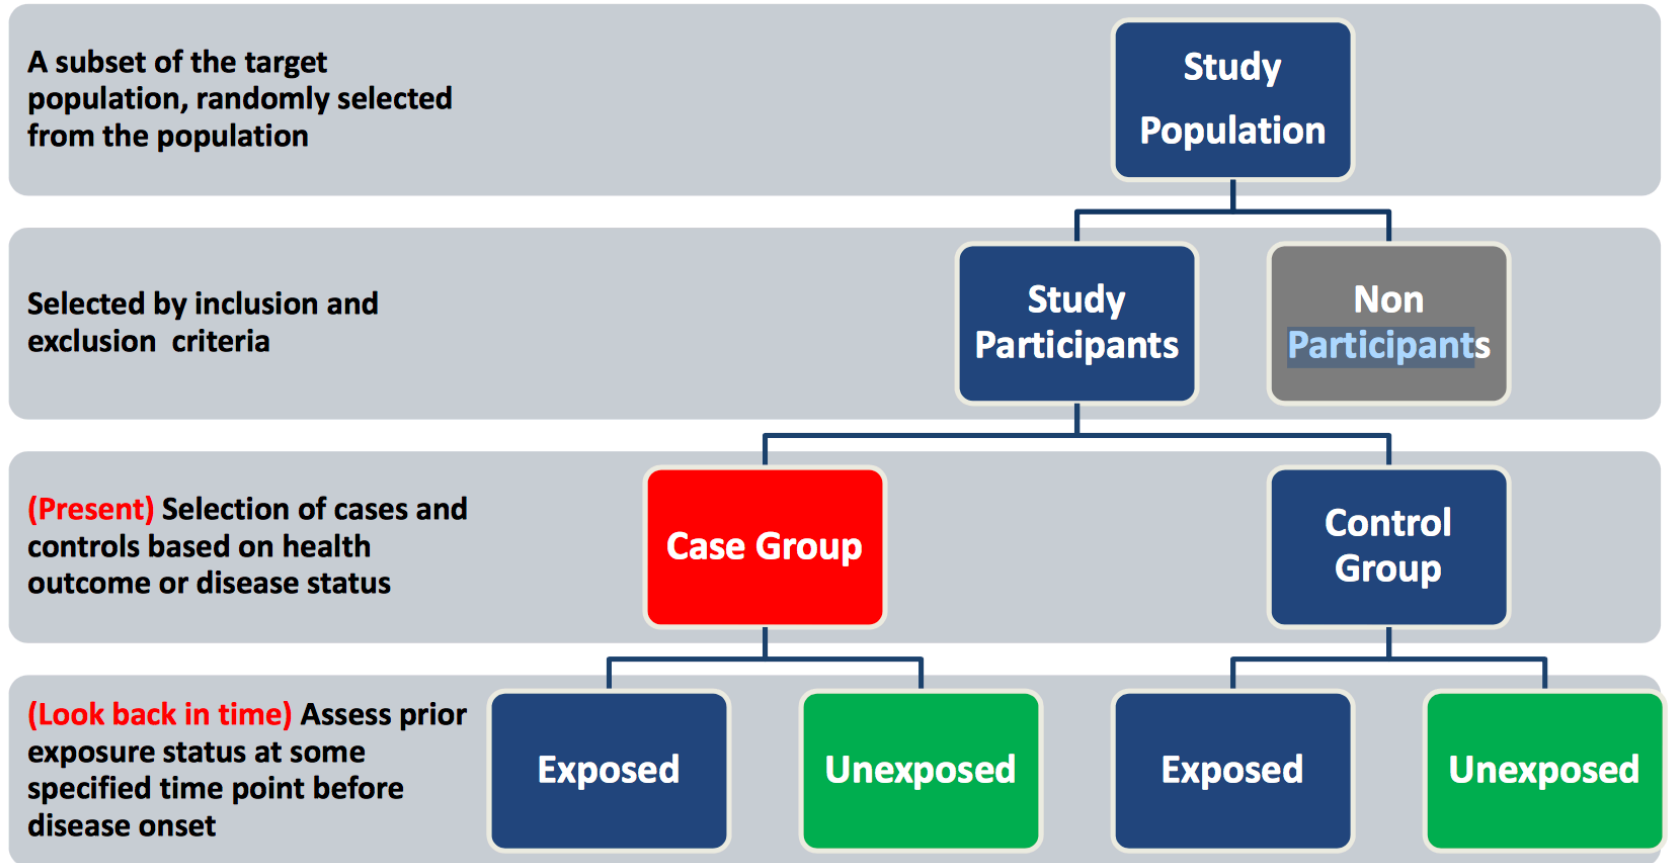 A subset of the target
population, randomly selected
from the population
Study
Population
Selected by inclusion and
exclusion criteria
Study
Participants
Non
Participants
(Present) Selection of cases and
controls based on health
outcome or disease status
Case Group
Control
Group
(Look back in time) Assess prior
exposure status at some
specified time point before
disease onset
Exposed
Unexposed
Exposed
Unexposed